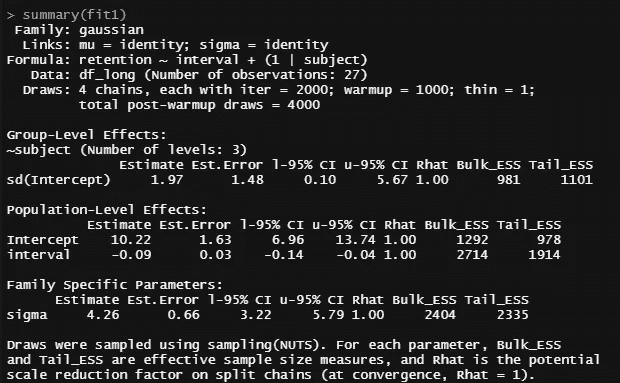 > summary(fit1)
 Family: gaussian
  Links: mu = identity; sigma = identity
Formula: retention ~ interval + (1 | subject)
   Data: df_long (Number of observations: 27)
  Draws: 4 chains, each with iter = 2000; warmup = 1000; thin = 1;
         total post-warmup draws = 4000

Group-Level Effects:
~subject (Number of levels: 3)
              Estimate Est.Error l-95% CI u-95% CI Rhat Bulk_ESS Tail_ESS
sd(Intercept)     1.97      1.48     0.10     5.67 1.00      981     1101

Population-Level Effects:
          Estimate Est.Error l-95% CI u-95% CI Rhat Bulk_ESS Tail_ESS
Intercept    10.22      1.63     6.96    13.74 1.00     1292      978
interval     -0.09      0.03    -0.14    -0.04 1.00     2714     1914

Family Specific Parameters:
      Estimate Est.Error l-95% CI u-95% CI Rhat Bulk_ESS Tail_ESS
sigma     4.26      0.66     3.22     5.79 1.00     2404     2335

Draws were sampled using sampling(NUTS). For each parameter, Bulk_ESS
and Tail_ESS are effective sample size measures, and Rhat is the potential
scale reduction factor on split chains (at convergence, Rhat = 1).